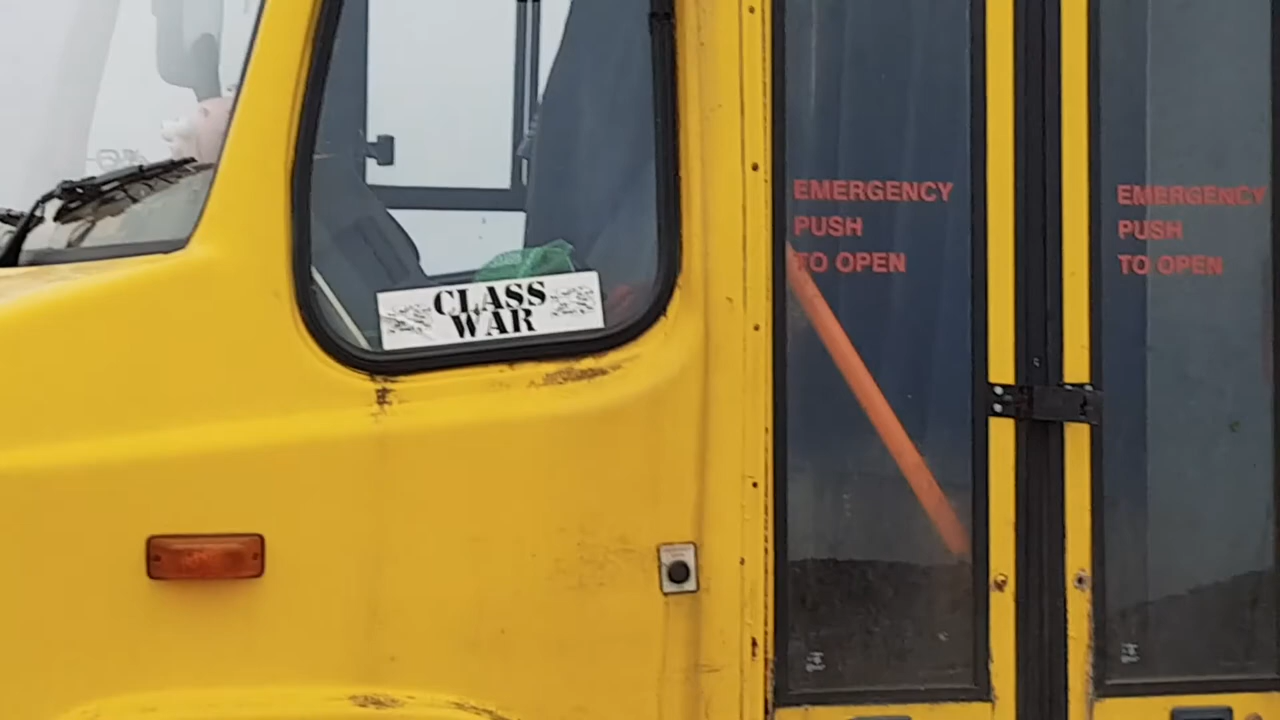 CLASS
WAR
EMERGENCY
PUSH
TO OPEN
EMERGENCY
PUSH
TO OPEN